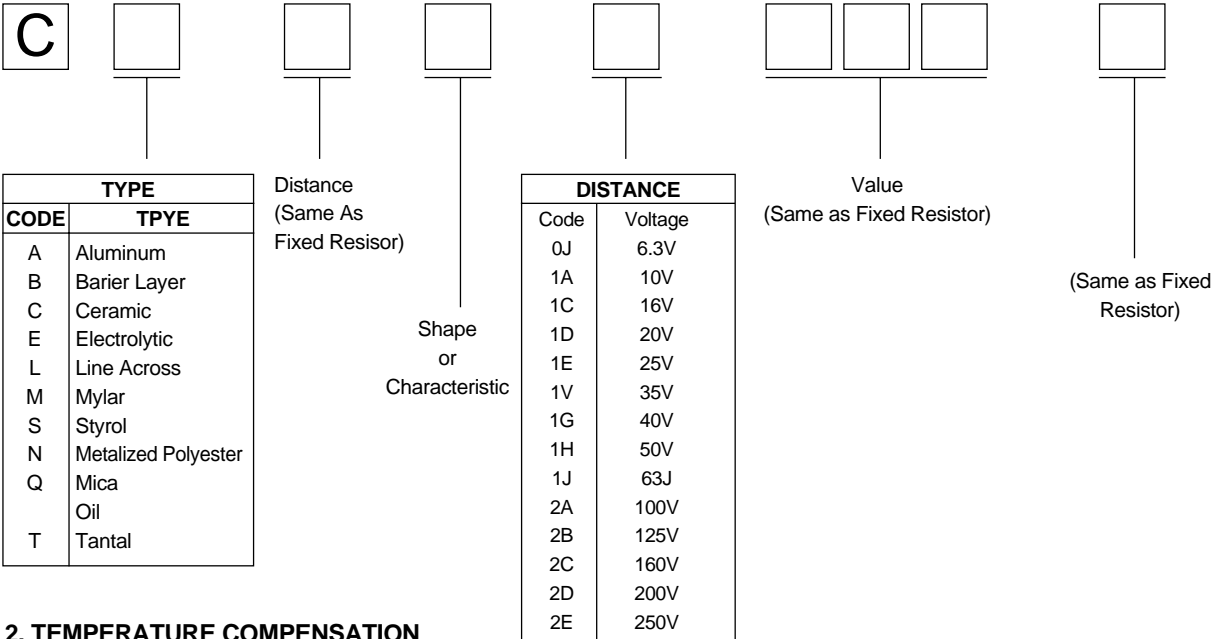 C
TYPE
CODE TPYE
A Aluminum
B Barier Layer
C Ceramic
E Electrolytic
L Line Across
M Mylar
S Styrol
N Metalized Polyester
Q Mica
Oil
T Tantal
Distance
(Same As
Fixed Resisor)
Shape
or
Characteristic
DISTANCE
Code Voltage
0J 6.3V
1A 10V
1C 16V
1D 20V
1E 25V
1V 35V
1G 40V
1H 50V
1J 63J
2A 100V
2B 125V
2C 160V
2D 200V
2E 250V
Value
(Same as Fixed Resistor)
(Same as Fixed
Resistor)
2. TEMPERATURE COMPENSATION